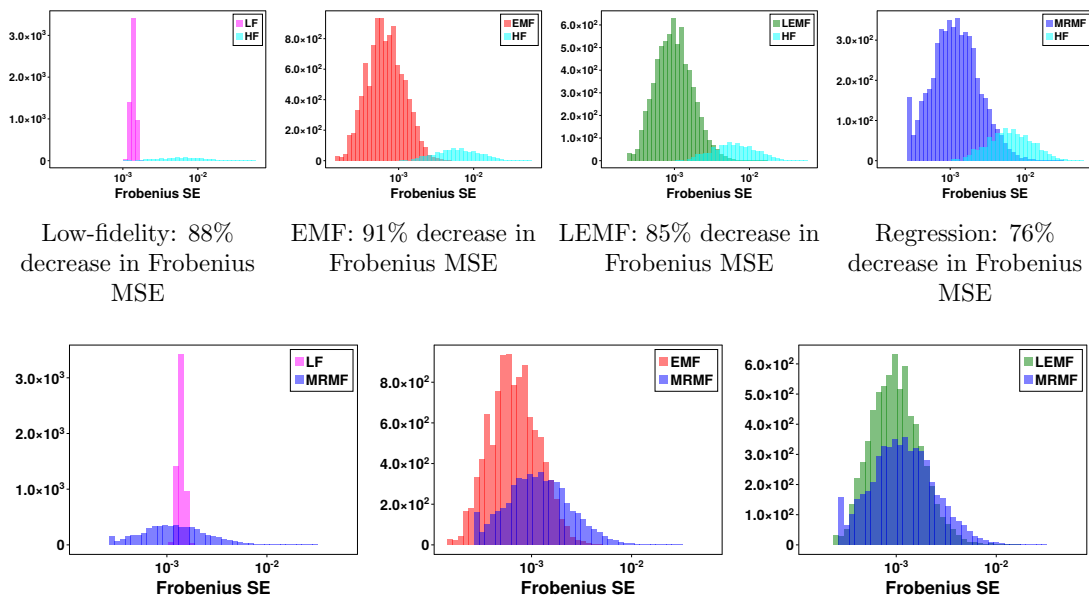 LF
HF
3.0×10³
2.0×10³
1.0×10³
0
10⁻³
10⁻²
Frobenius SE
EMF
HF
8.0×10²
6.0×10²
4.0×10²
2.0×10²
0
10⁻³
10⁻²
Frobenius SE
LEMF
HF
6.0×10²
5.0×10²
4.0×10²
3.0×10²
2.0×10²
1.0×10²
0
10⁻³
10⁻²
Frobenius SE
MRMF
HF
3.0×10²
2.0×10²
1.0×10²
0
10⁻³
10⁻²
Frobenius SE
Low-fidelity: 88%
decrease in Frobenius
MSE
EMF: 91% decrease in
Frobenius MSE
LEMF: 85% decrease in
Frobenius MSE
Regression: 76%
decrease in Frobenius
MSE
LF
MRMF
3.0×10³
2.0×10³
1.0×10³
0
10⁻³
10⁻²
Frobenius SE
EMF
MRMF
8.0×10²
6.0×10²
4.0×10²
2.0×10²
0
10⁻³
10⁻²
Frobenius SE
LEMF
MRMF
6.0×10²
5.0×10²
4.0×10²
3.0×10²
2.0×10²
1.0×10²
0
10⁻³
10⁻²
Frobenius SE